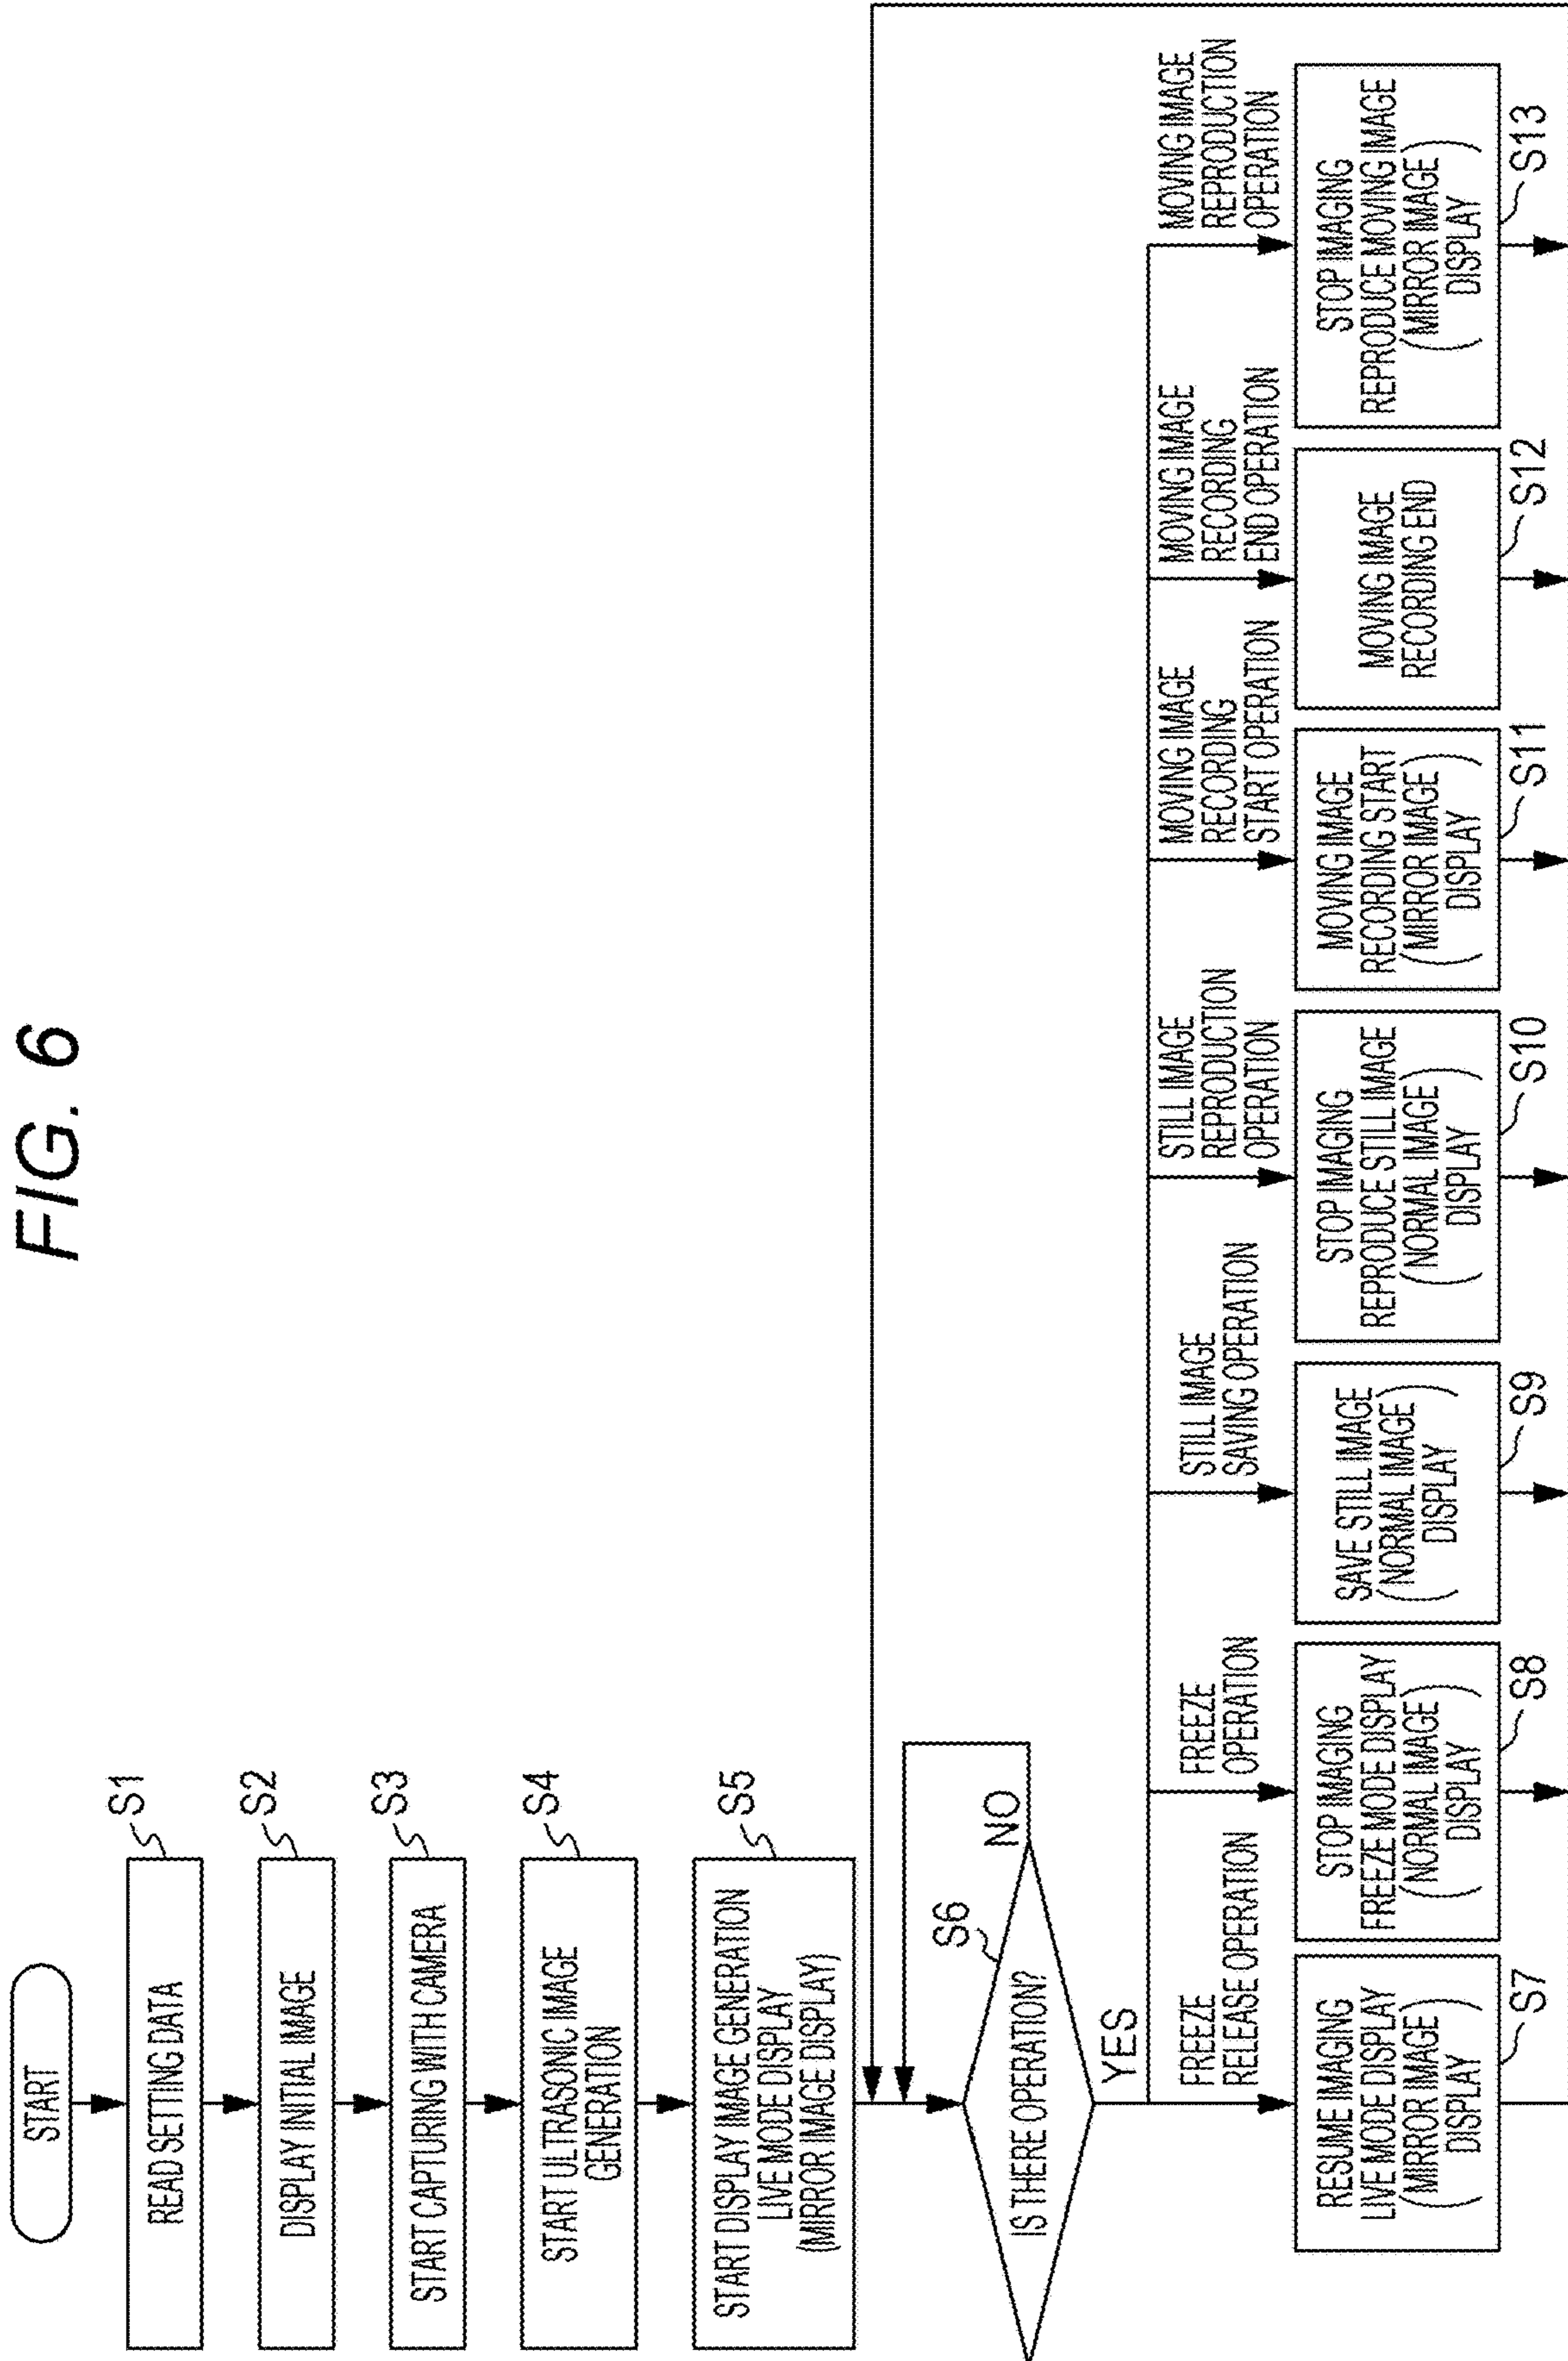 FIG. 6
START
READ SETTING DATA
S1
DISPLAY INITIAL IMAGE
S2
START CAPTURING WITH CAMERA
S3
START ULTRASONIC IMAGE
GENERATION
S4
START DISPLAY IMAGE GENERATION
LIVE MODE DISPLAY
(MIRROR IMAGE DISPLAY)
S5
IS THERE OPERATION?
S6
NO
YES
FREEZE
RELEASE OPERATION
RESUME IMAGING
LIVE MODE DISPLAY
(MIRROR IMAGE
DISPLAY)
S7
FREEZE
OPERATION
STOP IMAGING
FREEZE MODE DISPLAY
(NORMAL IMAGE
DISPLAY)
S8
STILL IMAGE
SAVING OPERATION
SAVE STILL IMAGE
(NORMAL IMAGE
DISPLAY)
S9
STILL IMAGE
REPRODUCTION
OPERATION
STOP IMAGING
REPRODUCE STILL IMAGE
(NORMAL IMAGE
DISPLAY)
S10
MOVING IMAGE
RECORDING
START OPERATION
MOVING IMAGE
RECORDING START
(MIRROR IMAGE
DISPLAY)
S11
MOVING IMAGE
RECORDING
END OPERATION
MOVING IMAGE
RECORDING END
S12
MOVING IMAGE
REPRODUCTION
OPERATION
STOP IMAGING
REPRODUCE MOVING IMAGE
(MIRROR IMAGE
DISPLAY)
S13